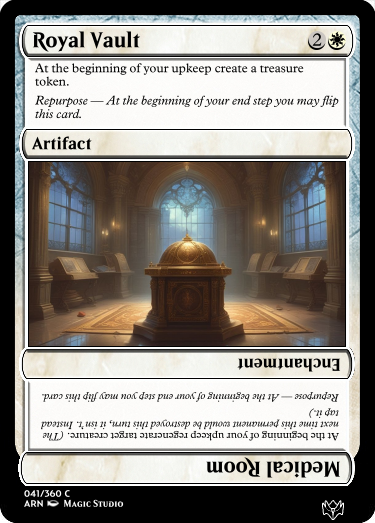 Royal Vault 2
At the beginning of your upkeep create a treasure
token.
Repurpose — At the beginning of your end step you may flip
this card.
Artifact
Medical Room
At the beginning of your upkeep regenerate target creature. (The
next time this permanent would be destroyed this turn, it isn't. Instead
tap it.)
Repurpose — At the beginning of your end step you may flip this card.
Enchantment
041/360 C
ARN Magic Studio